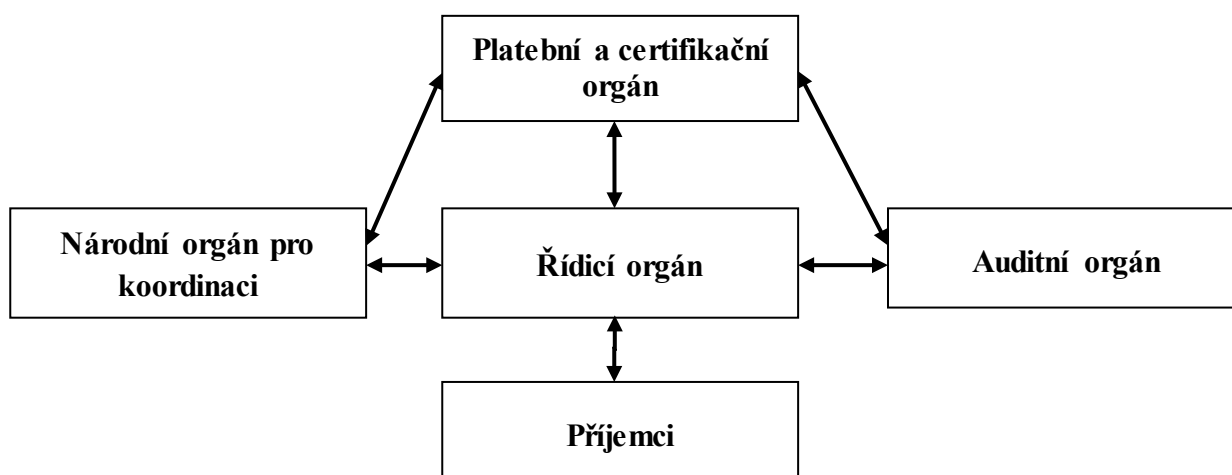 Platební a certifikační
orgán
Národní orgán pro
koordinaci
Řídicí orgán
Auditní orgán
Příjemci